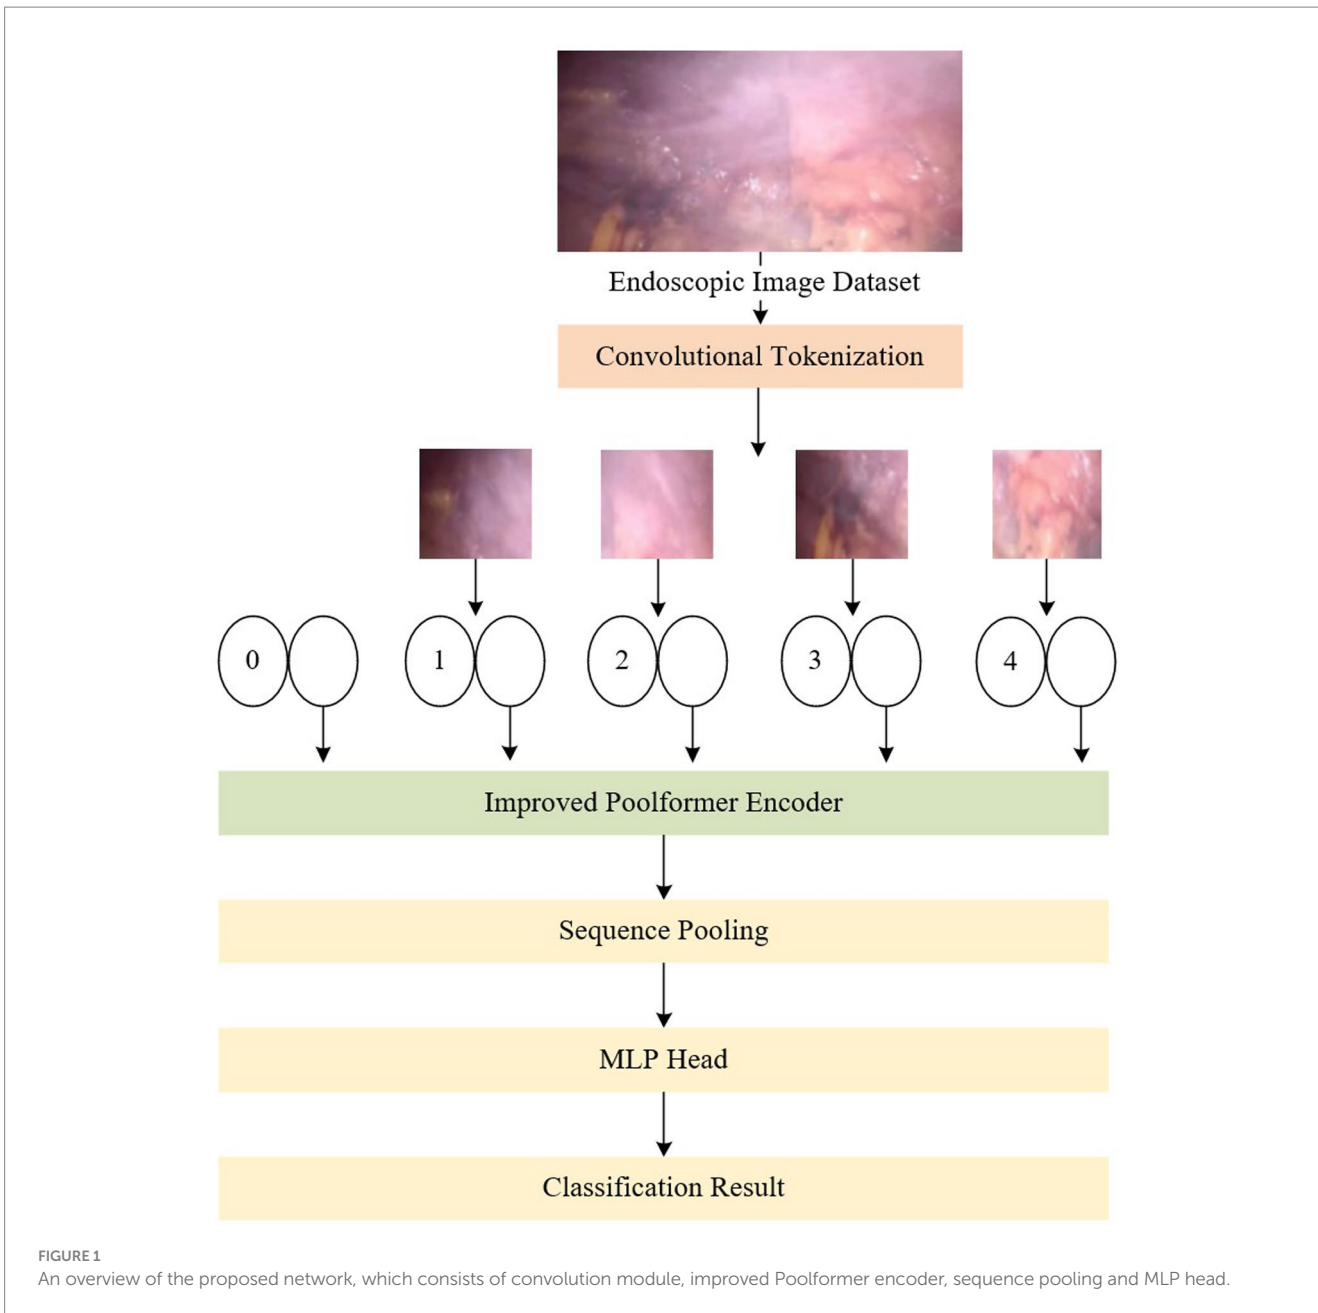 Endoscopic Image Dataset
Convolutional Tokenization
0 1 2 3 4
Improved Poolformer Encoder
Sequence Pooling
MLP Head
Classification Result
FIGURE 1
An overview of the proposed network, which consists of convolution module, improved Poolformer encoder, sequence pooling and MLP head.